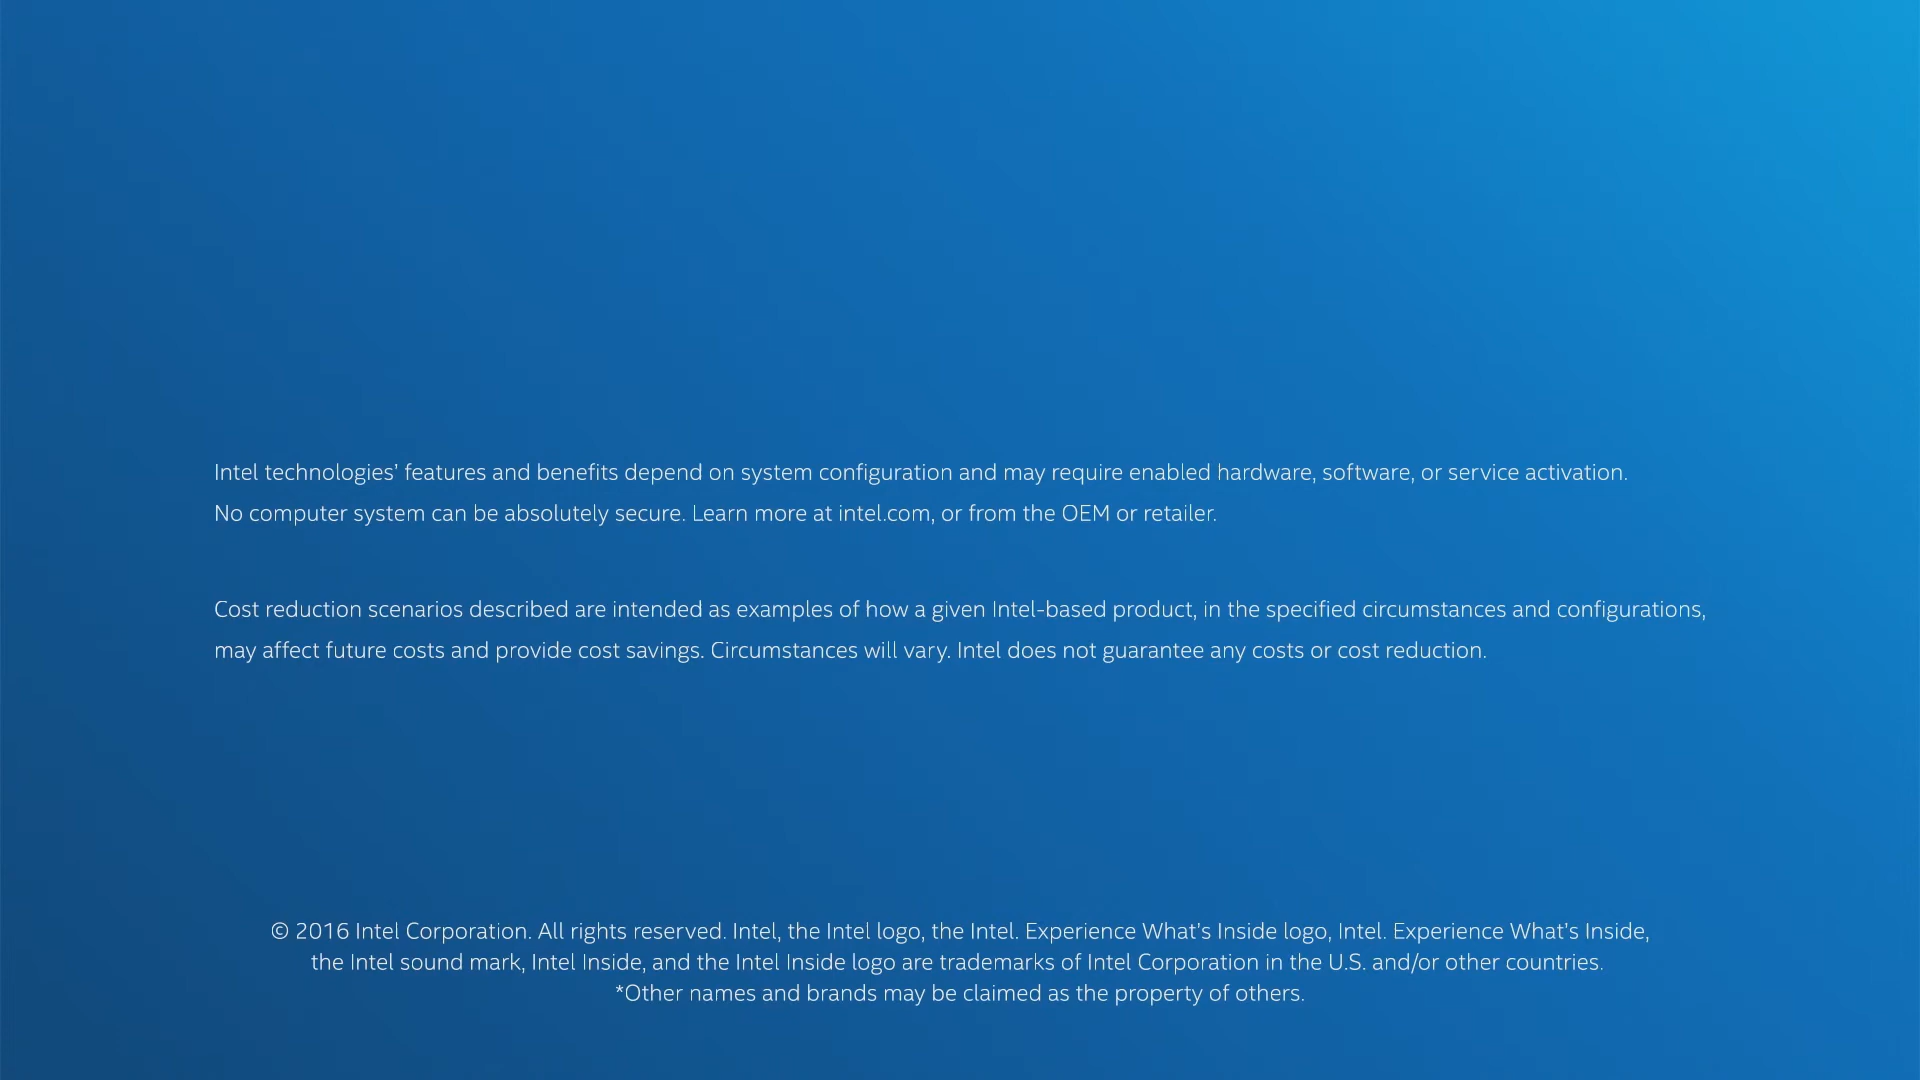 Intel technologies’ features and benefits depend on system configuration and may require enabled hardware, software, or service activation.
No computer system can be absolutely secure. Learn more at intel.com, or from the OEM or retailer.
Cost reduction scenarios described are intended as examples of how a given Intel-based product, in the specified circumstances and configurations,
may affect future costs and provide cost savings. Circumstances will vary. Intel does not guarantee any costs or cost reduction.
© 2016 Intel Corporation. All rights reserved. Intel, the Intel logo, the Intel. Experience What’s Inside logo, Intel. Experience What’s Inside,
the Intel sound mark, Intel Inside, and the Intel Inside logo are trademarks of Intel Corporation in the U.S. and/or other countries.
*Other names and brands may be claimed as the property of others.